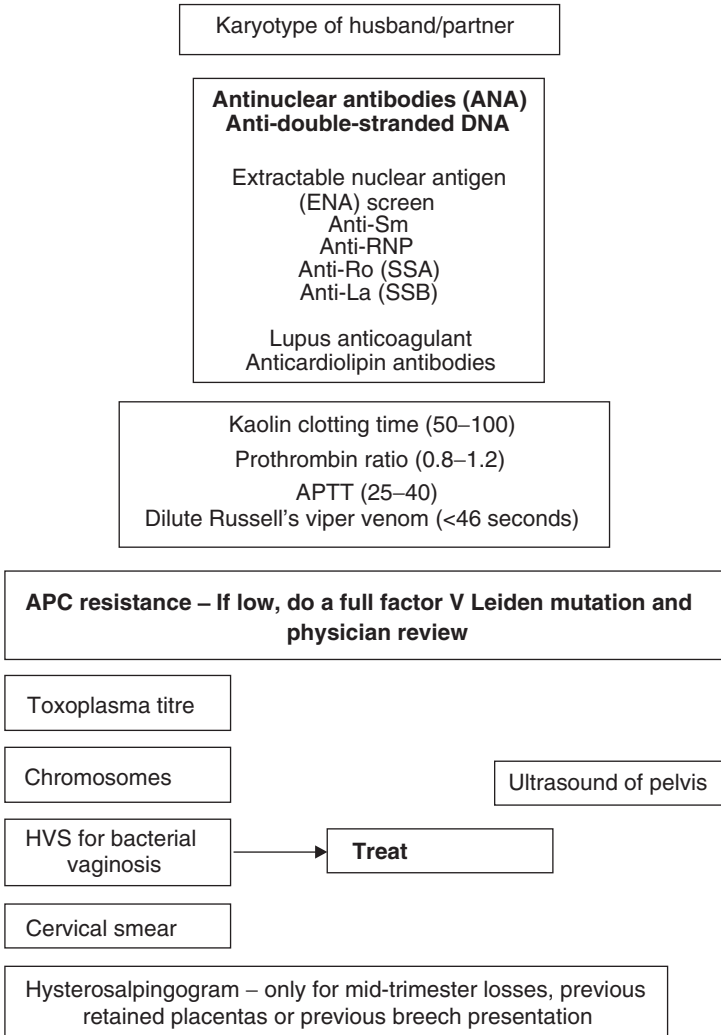 Karyotype of husband/partner
Antinuclear antibodies (ANA)
Anti-double-stranded DNA
Extractable nuclear antigen
(ENA) screen
Anti-Sm
Anti-RNP
Anti-Ro (SSA)
Anti-La (SSB)
Lupus anticoagulant
Anticardiolipin antibodies
Kaolin clotting time (50–100)
Prothrombin ratio (0.8–1.2)
APTT (25–40)
Dilute Russell’s viper venom (<46 seconds)
APC resistance – If low, do a full factor V Leiden mutation and
physician review
Toxoplasma titre
Chromosomes
Ultrasound of pelvis
HVS for bacterial
vaginosis
Treat
Cervical smear
Hysterosalpingogram – only for mid-trimester losses, previous
retained placentas or previous breech presentation